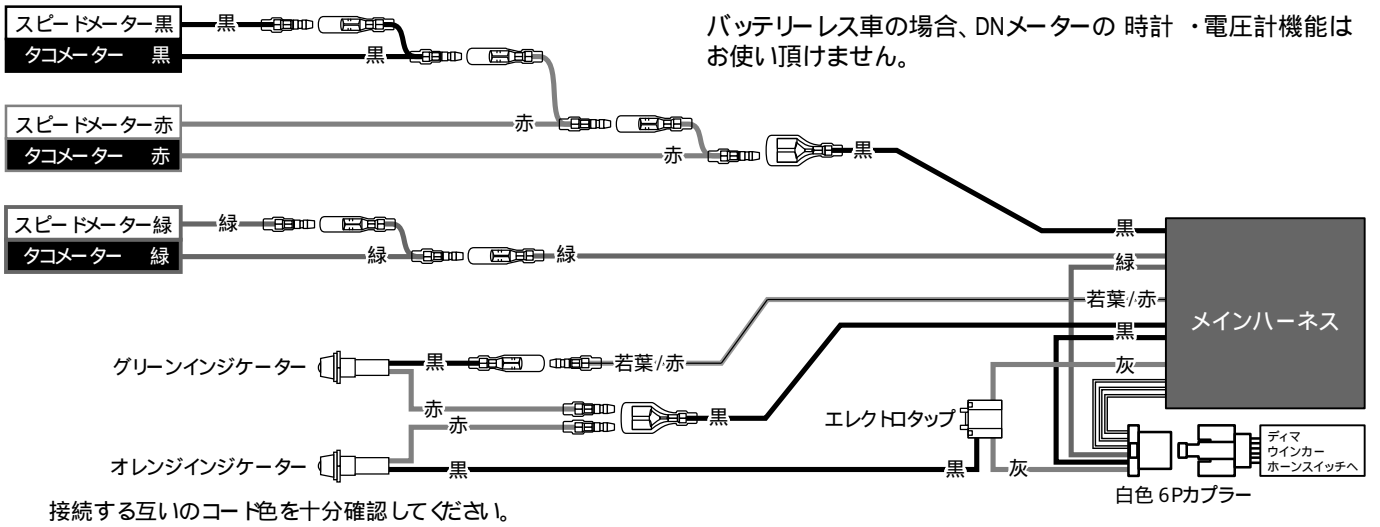 バッテリーレス車の場合、DNメーターの 時計 ・電圧計機能は
お使い頂けません。
スピードメーター黒 黒
タコメーター 黒 黒
スピードメーター赤 赤
タコメーター 赤 赤 黒
スピードメーター緑 緑
タコメーター 緑 緑 緑
黒
緑
若葉/赤
メインハーネス
黒
灰
グリーンインジケーター 黒 若葉/赤
赤
赤
黒
エレクトロタップ
オレンジインジケーター 黒 黒 灰
ディマ
ウインカー
ホーンスイッチへ
白色 6Pカプラー
接続する互いのコード色を十分確認してください。